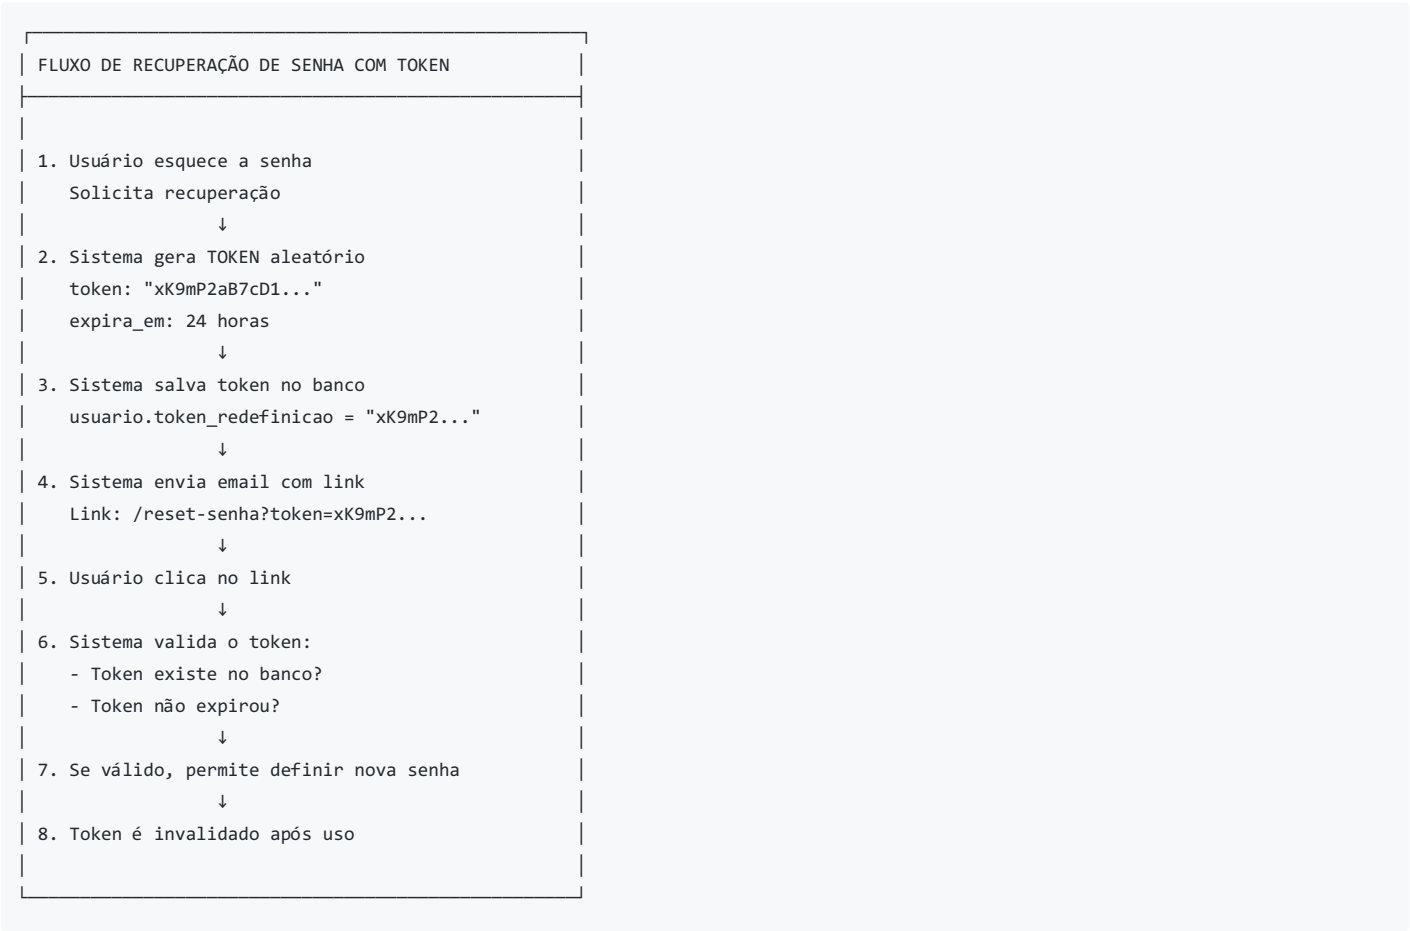 FLUXO DE RECUPERAÇÃO DE SENHA COM TOKEN
1. Usuário esquece a senha
Solicita recuperação
↓
2. Sistema gera TOKEN aleatório
token: "xK9mP2aB7cD1..."
expira_em: 24 horas
↓
3. Sistema salva token no banco
usuario.token_redefinicao = "xK9mP2..."
↓
4. Sistema envia email com link
Link: /reset-senha?token=xK9mP2...
↓
5. Usuário clica no link
↓
6. Sistema valida o token:
- Token existe no banco?
- Token não expirou?
↓
7. Se válido, permite definir nova senha
↓
8. Token é invalidado após uso